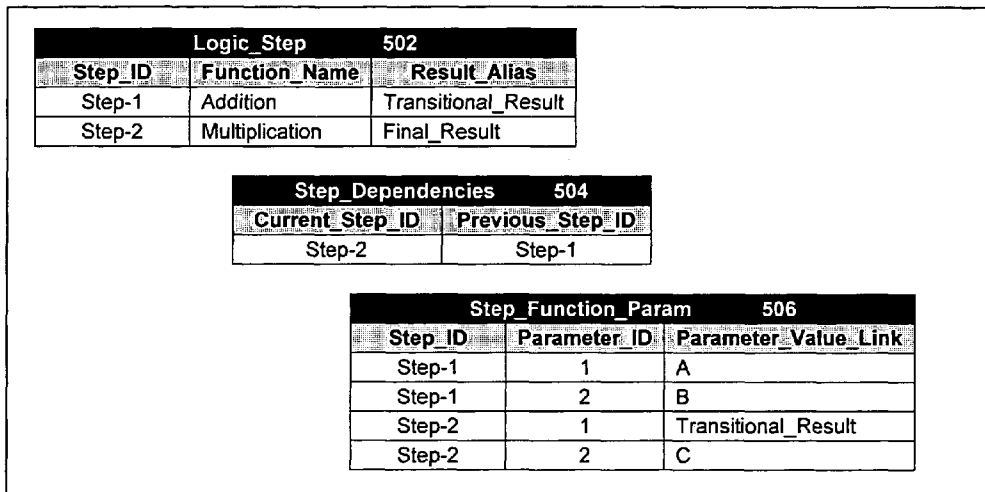 Logic_Step 502
Step_ID Function_Name Result_Alias
Step-1 Addition Transitional_Result
Step-2 Multiplication Final_Result
Step_Dependencies 504
Current_Step_ID Previous_Step_ID
Step-2 Step-1
Step_Function_Param 506
Step_ID Parameter_ID Parameter_Value_Link
Step-1 1 A
Step-1 2 B
Step-2 1 Transitional_Result
Step-2 2 C